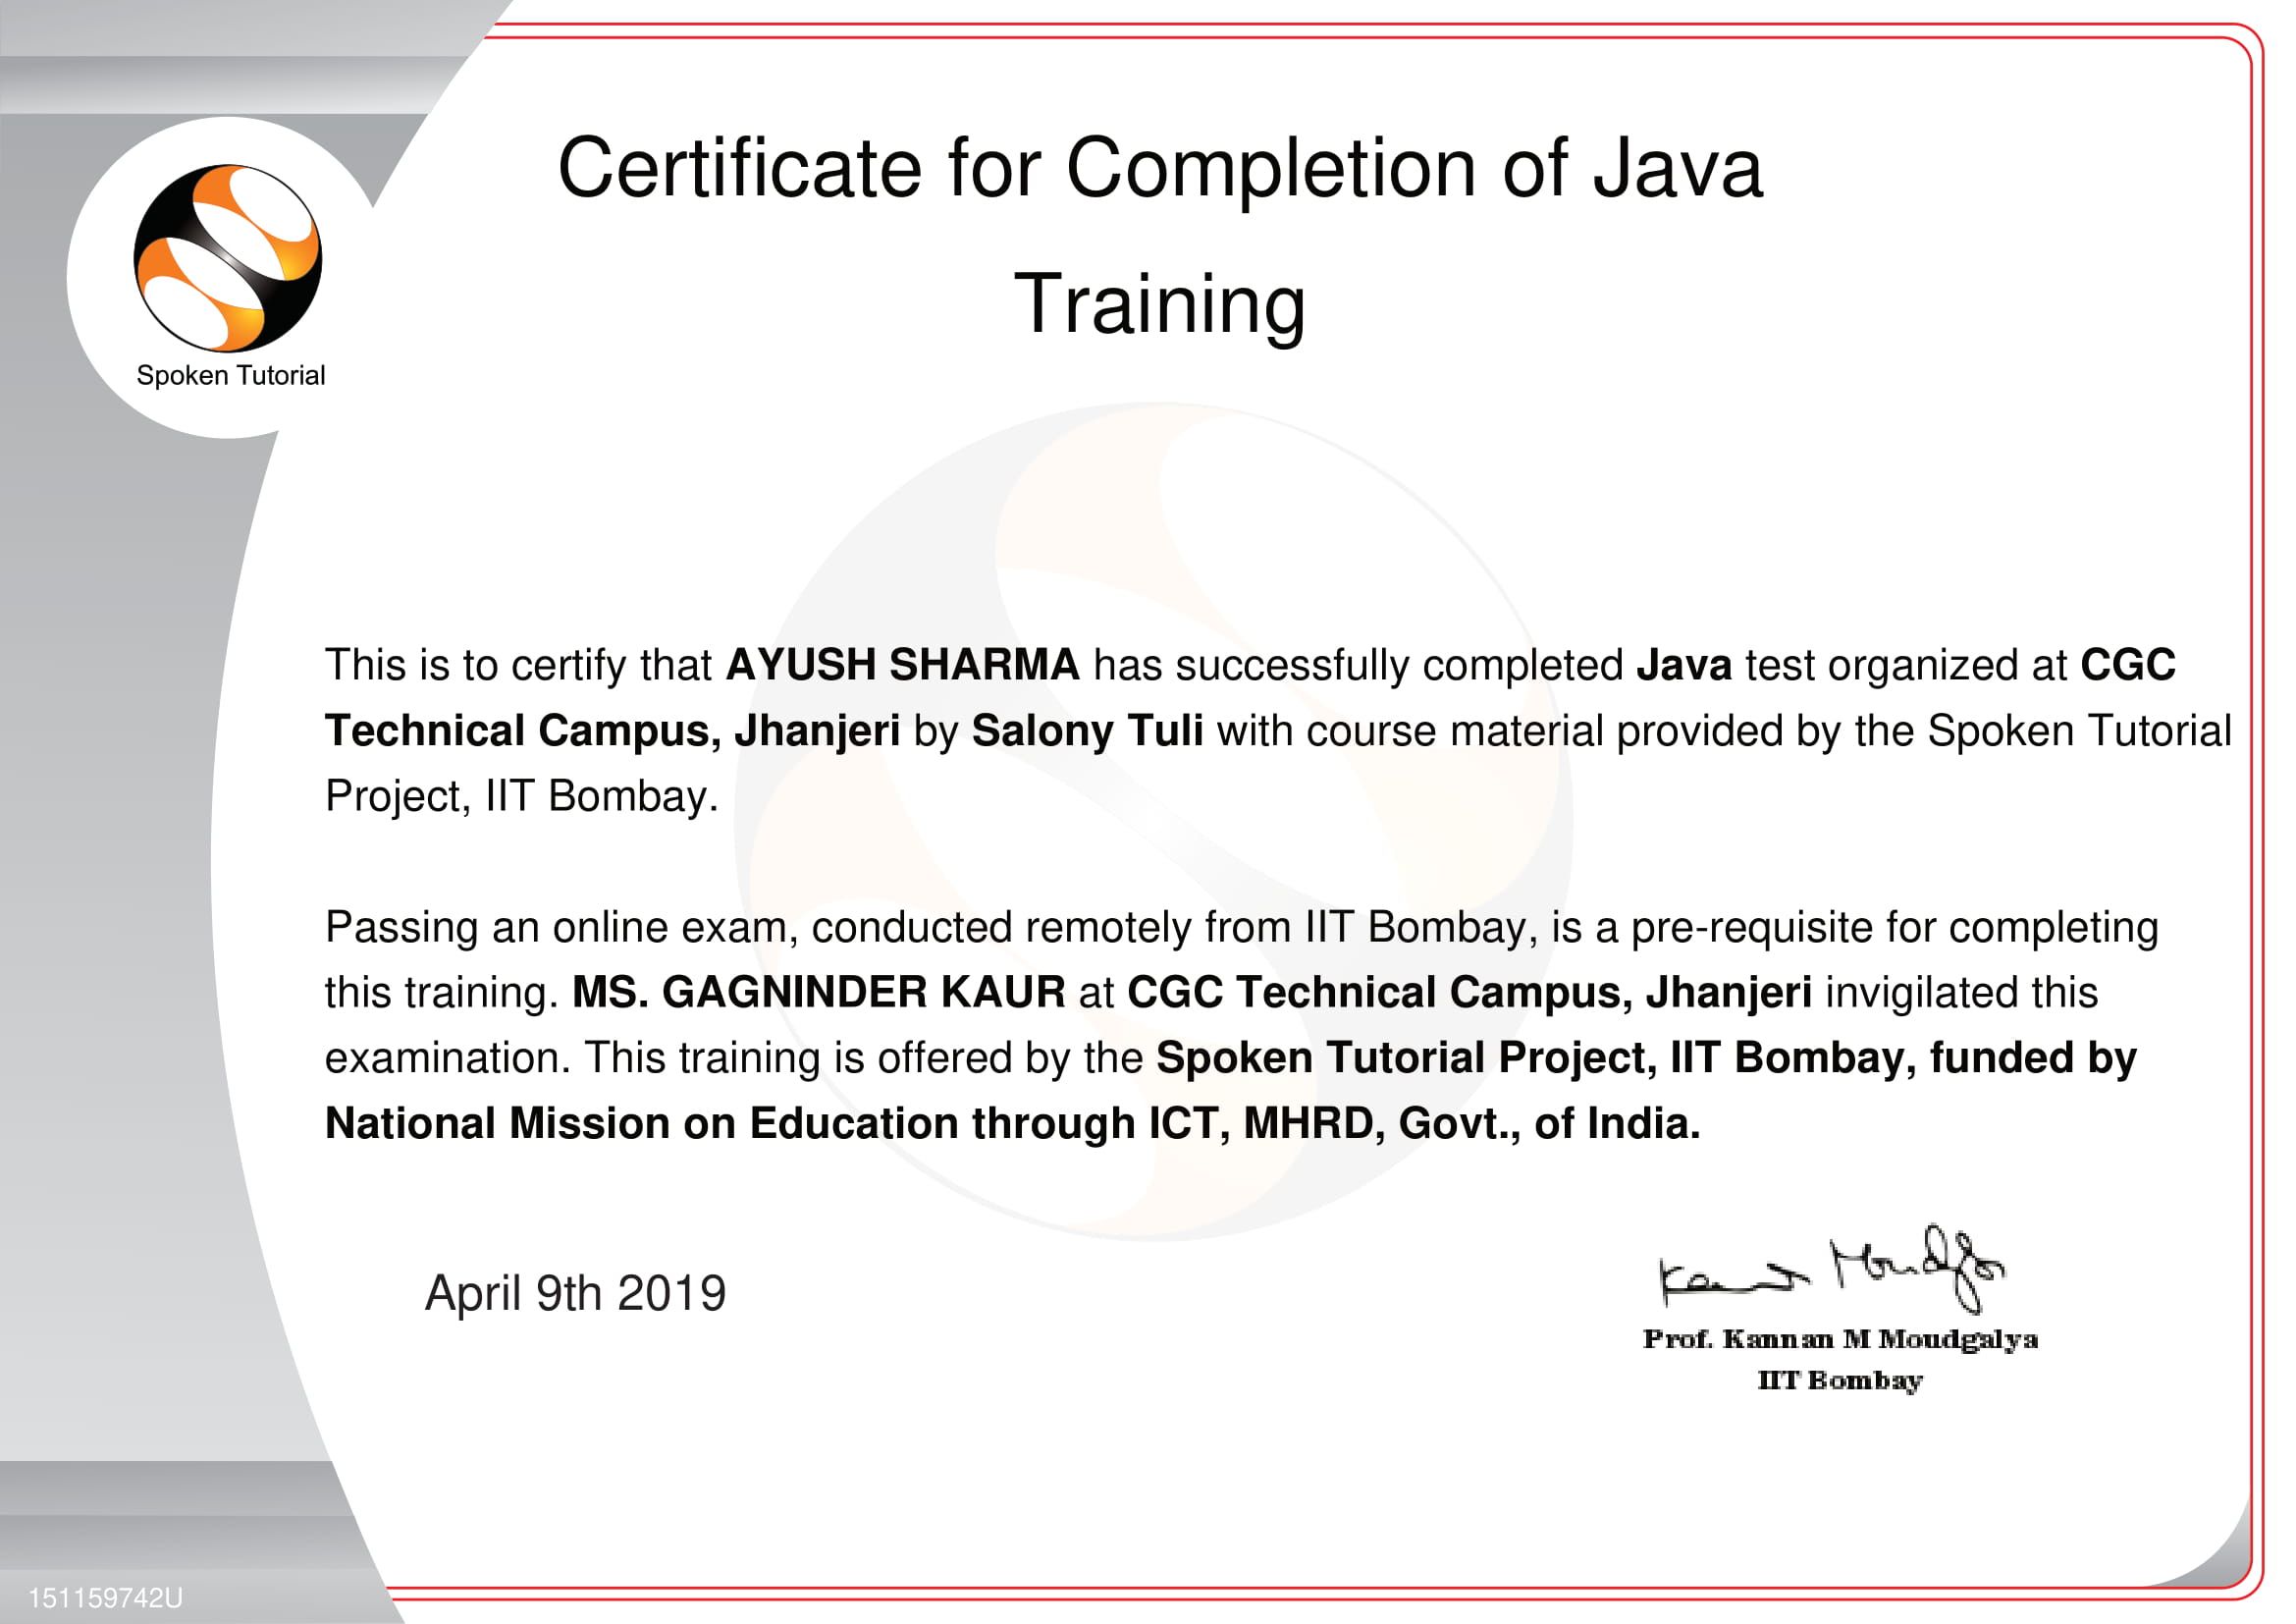 Certificate for Completion of Java
Training
Spoken Tutorial
This is to certify that AYUSH SHARMA has successfully completed Java test organized at CGC
Technical Campus, Jhanjeri by Salony Tuli with course material provided by the Spoken Tutorial
Project, IIT Bombay.
Passing an online exam, conducted remotely from IIT Bombay, is a pre-requisite for completing
this training. MS. GAGNINDER KAUR at CGC Technical Campus, Jhanjeri invigilated this
examination. This training is offered by the Spoken Tutorial Project, IIT Bombay, funded by
National Mission on Education through ICT, MHRD, Govt., of India.
April 9th 2019
Prof. Kannan M Moudgalya
IIT Bombay
151159742U